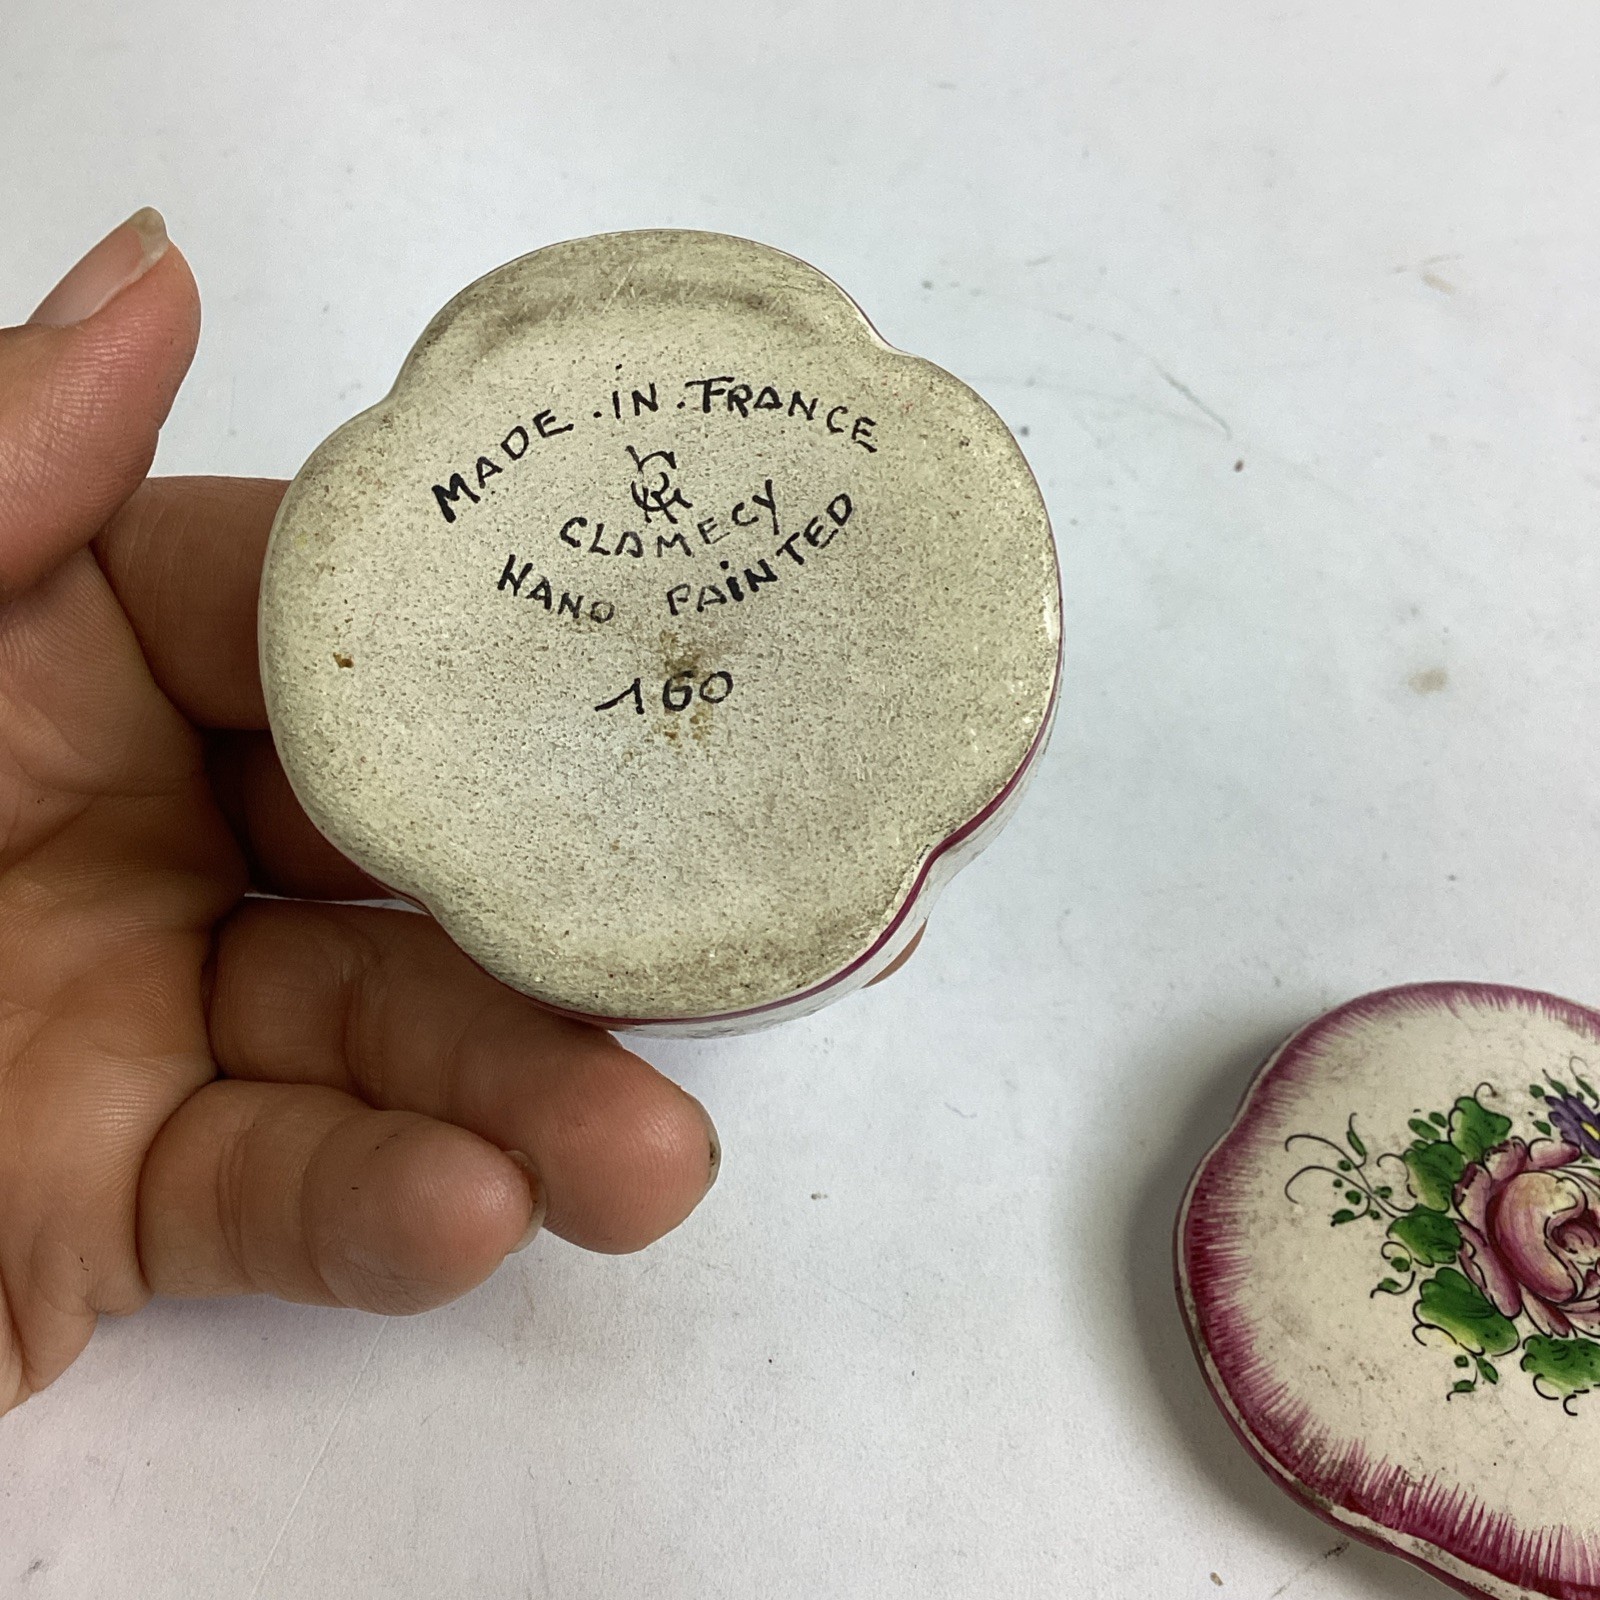 MADE.IN.FRANCE
CLAMECY
HAND PAINTED
160